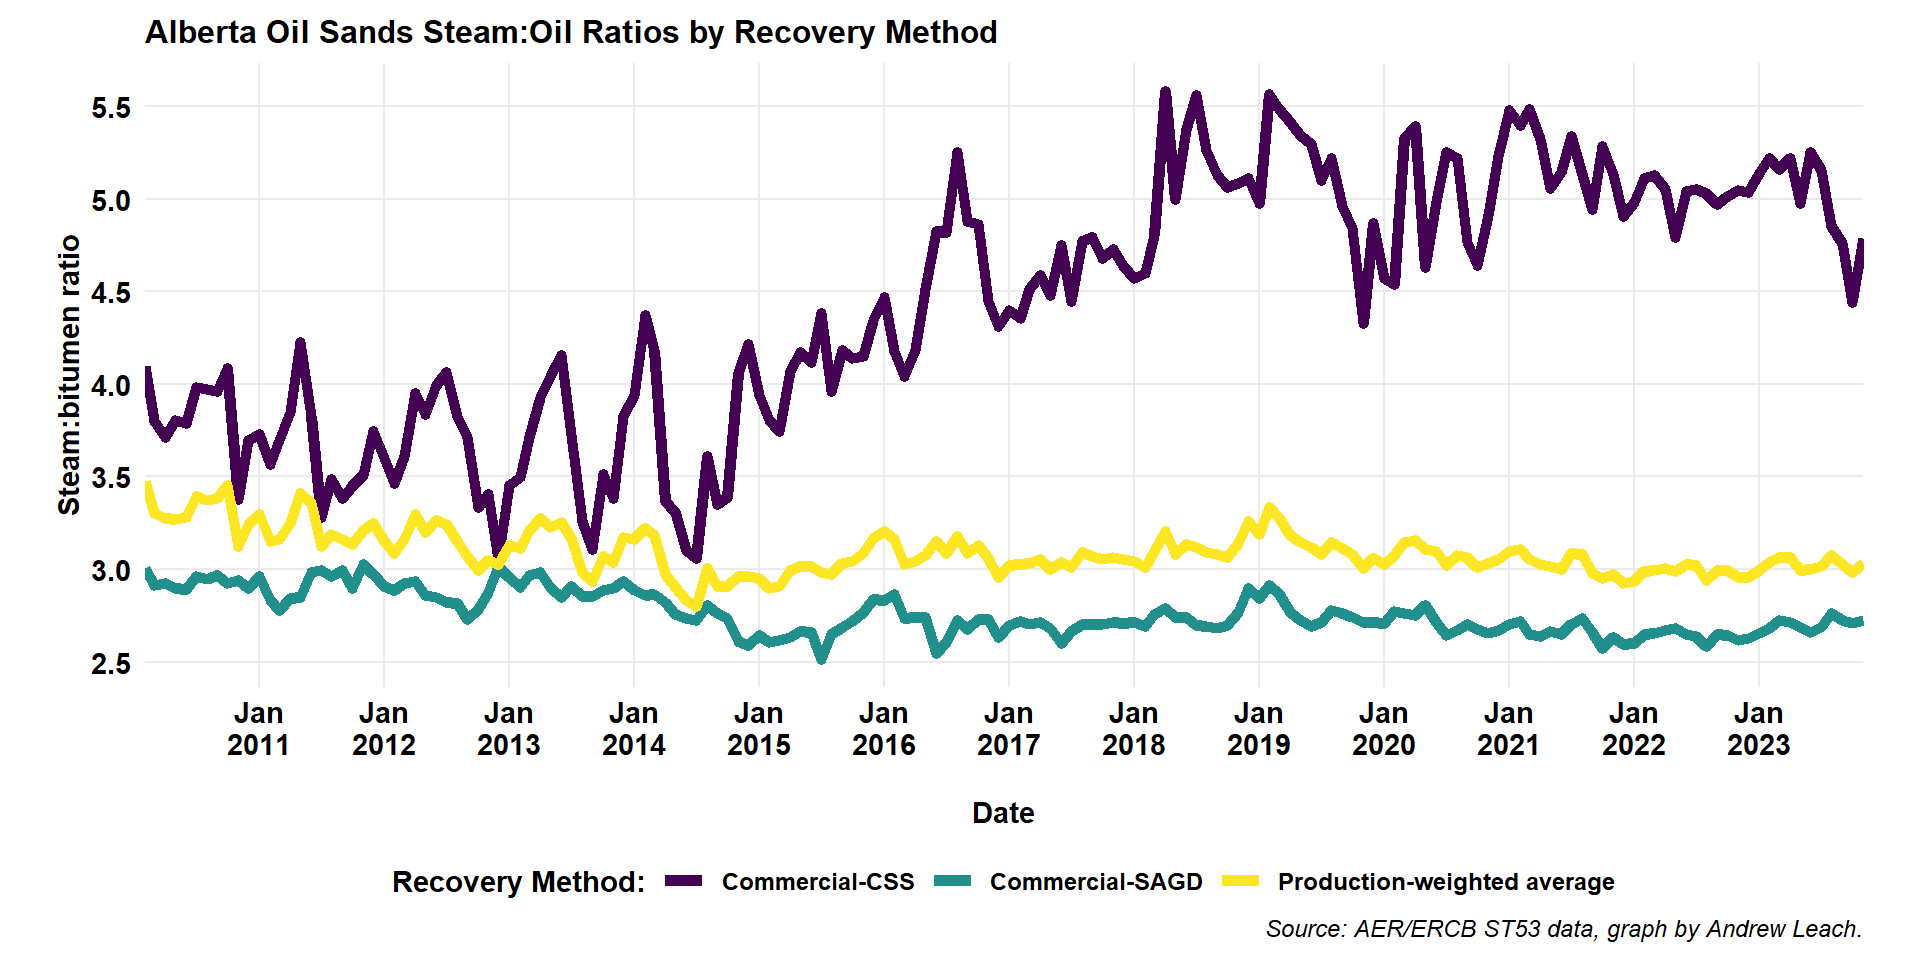 Alberta Oil Sands Steam:Oil Ratios by Recovery Method
Steam:bitumen ratio
5.5
5.0
4.5
4.0
3.5
3.0
2.5
Jan 2011
Jan 2012
Jan 2013
Jan 2014
Jan 2015
Jan 2016
Jan 2017
Jan 2018
Jan 2019
Jan 2020
Jan 2021
Jan 2022
Jan 2023
Date
Recovery Method: Commercial-CSS Commercial-SAGD Production-weighted average
Source: AER/ERCB ST53 data, graph by Andrew Leach.